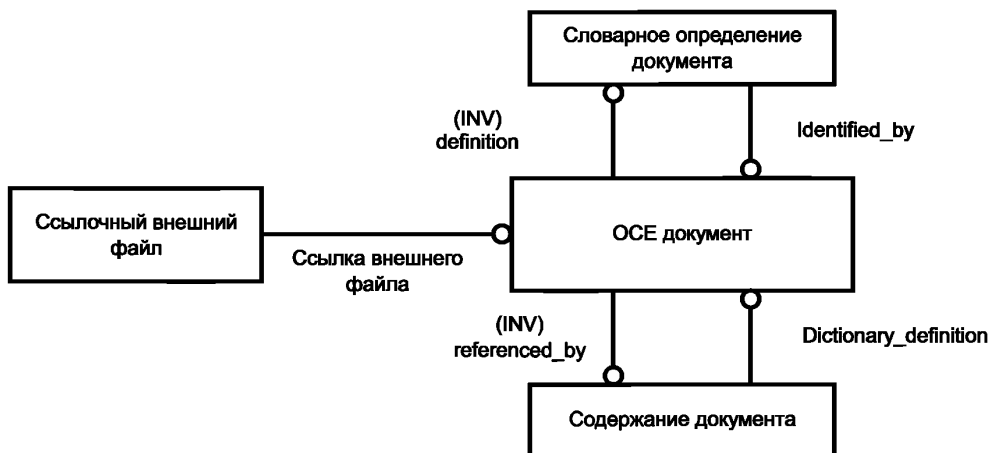 Словарное определение
документа
(INV)
definition
Identified_by
Ссылочный внешний
файл
Ссылка внешнего
файла
ОСЕ документ
(INV)
referenced_by
Dictionary_definition
Содержание документа